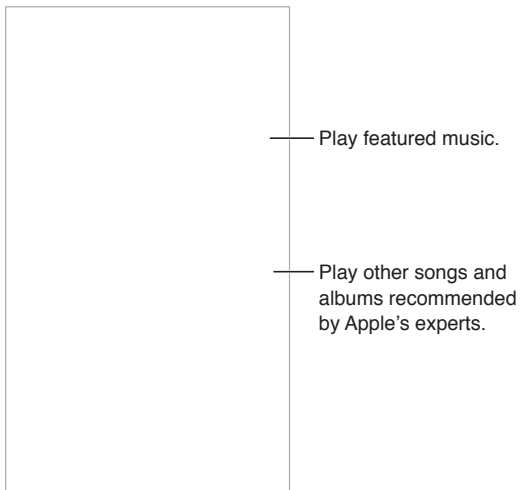 Play featured music.
Play other songs and
albums recommended
by Apple’s experts.